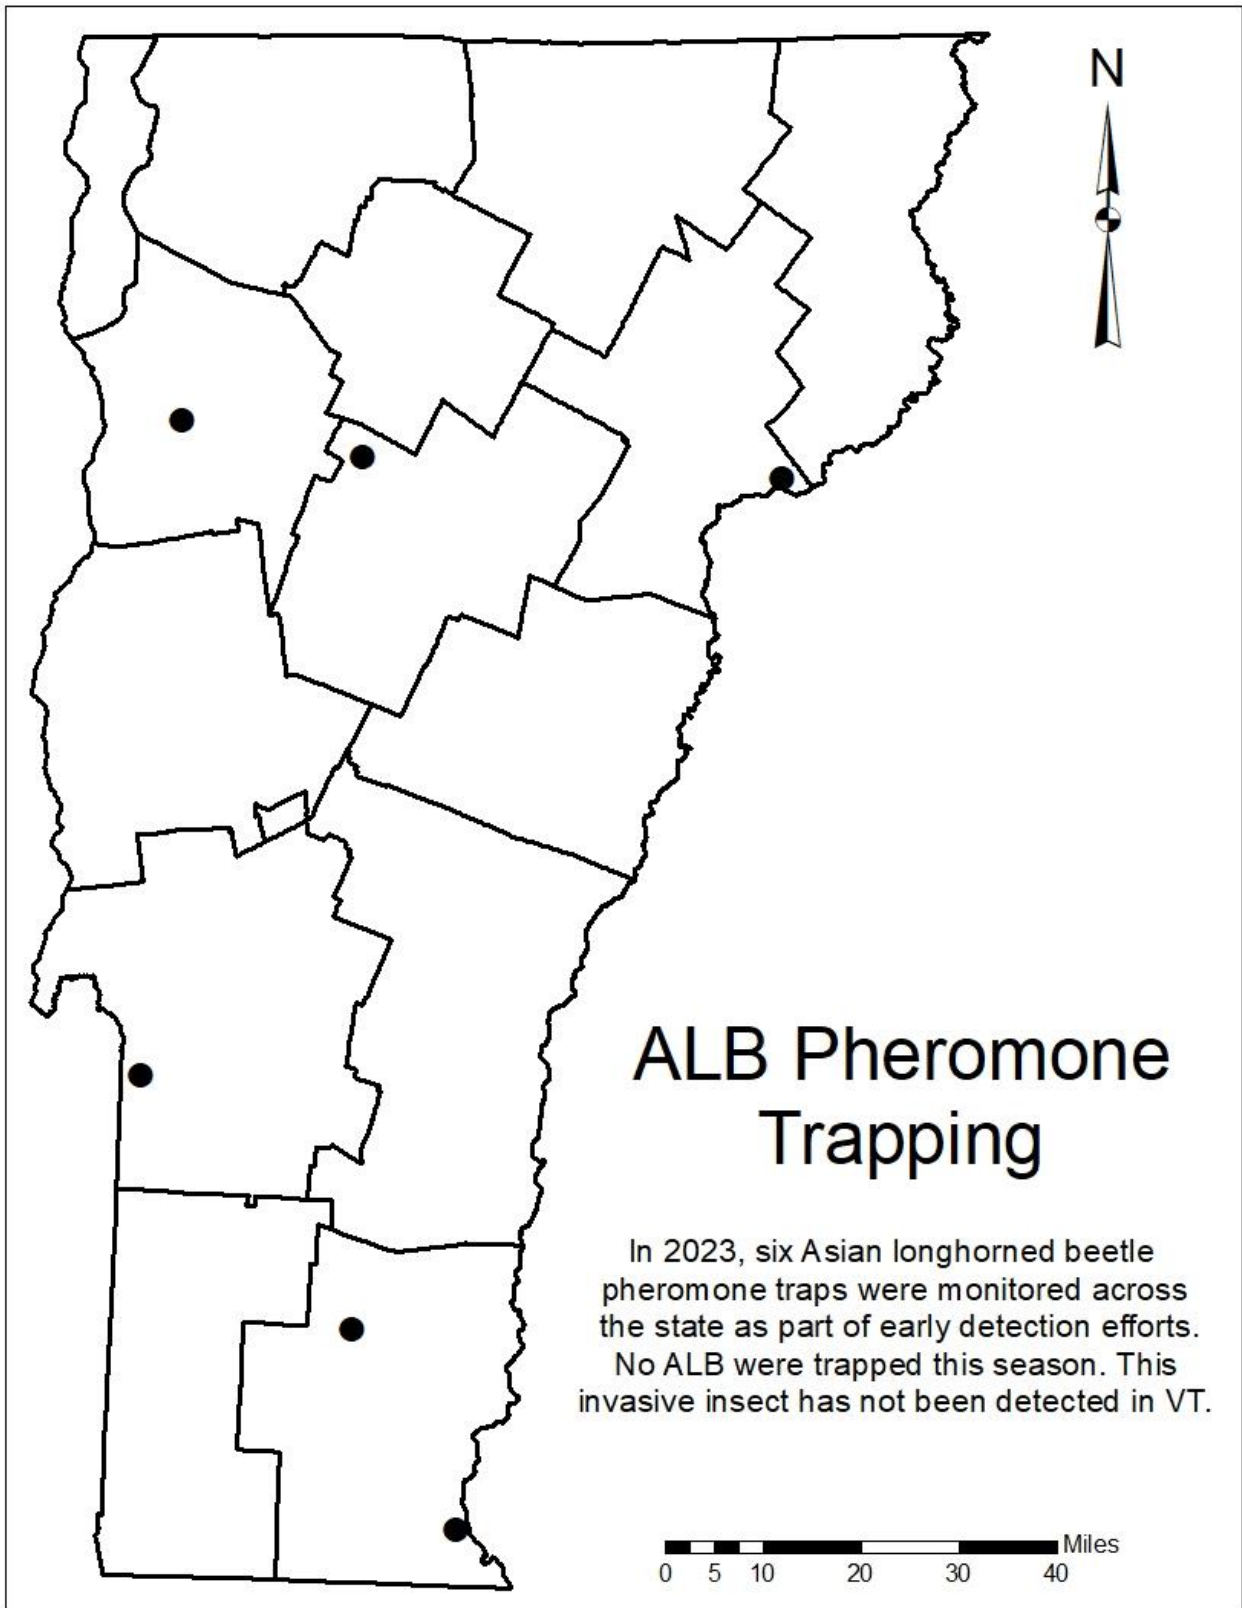 N
ALB Pheromone
Trapping
In 2023, six Asian longhorned beetle
pheromone traps were monitored across
the state as part of early detection efforts.
No ALB were trapped this season. This
invasive insect has not been detected in VT.
Miles
0 5 10 20 30 40